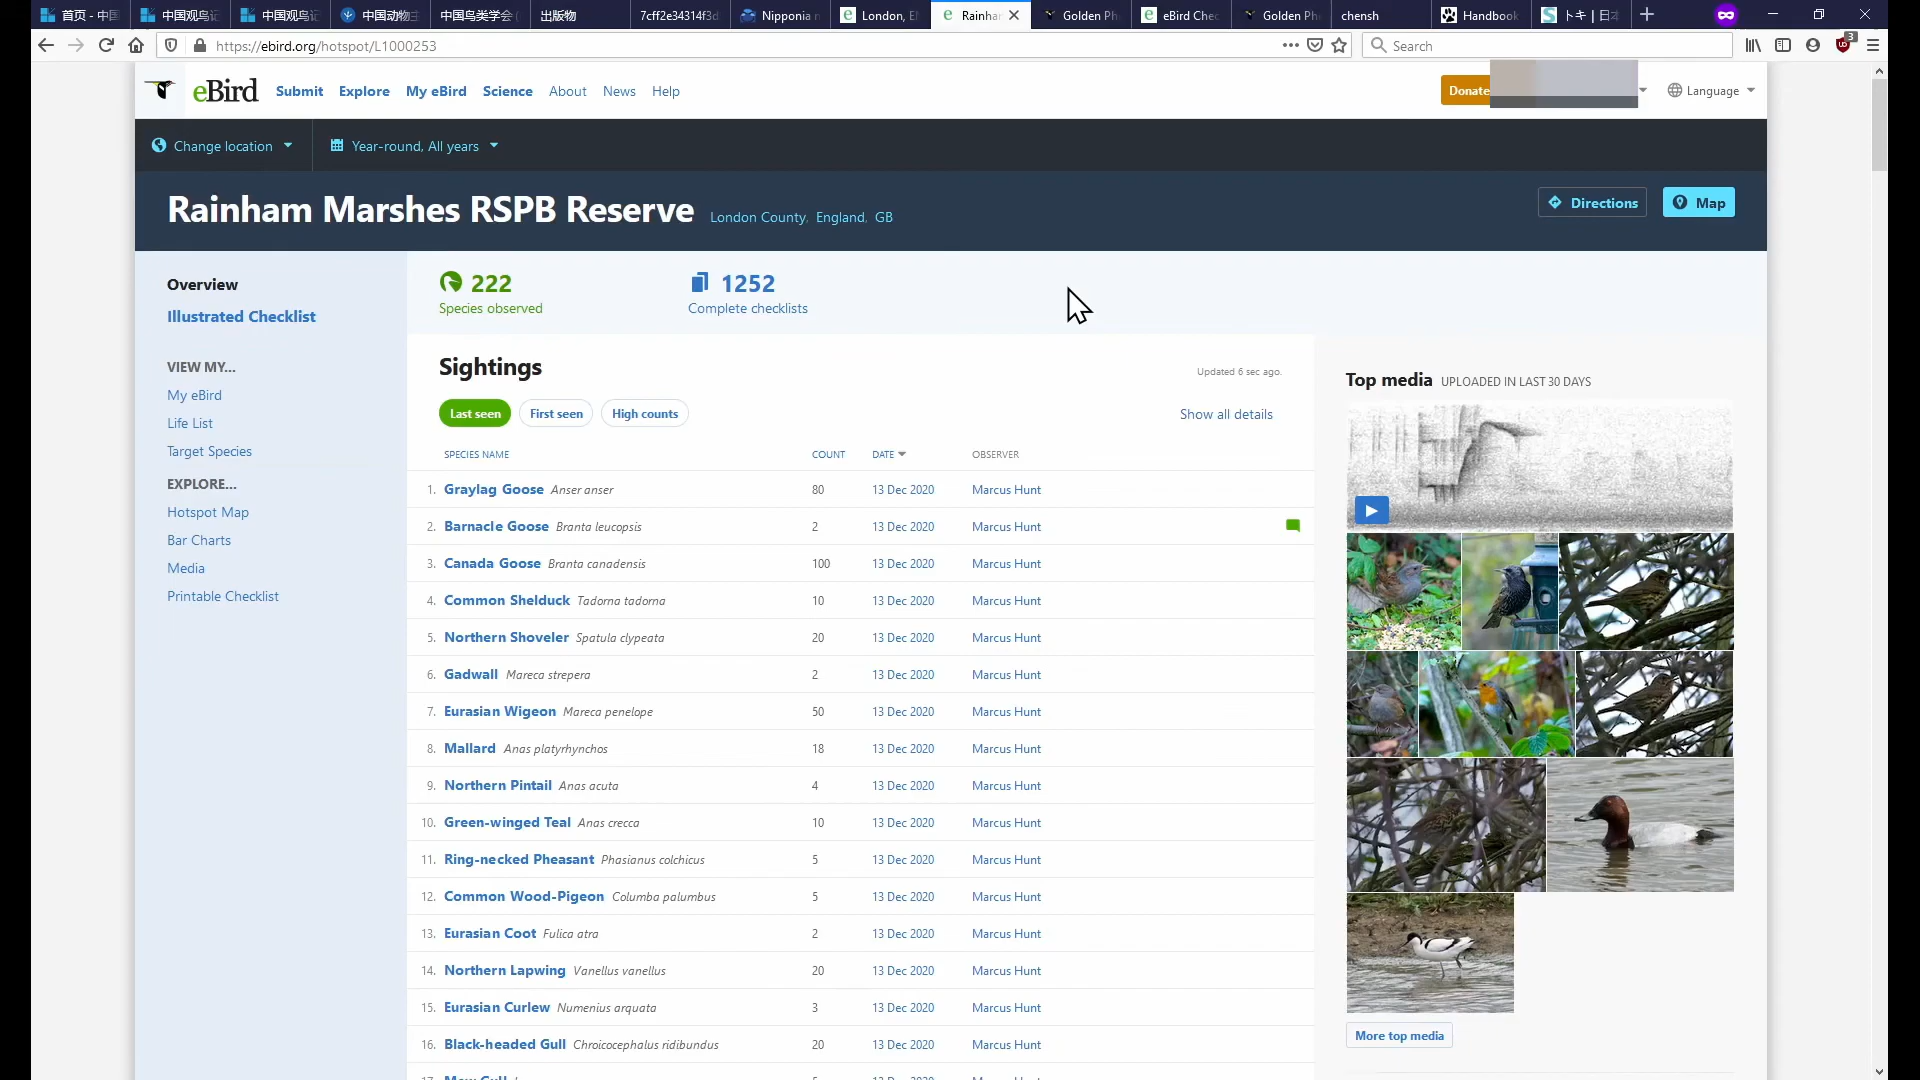 首页 - 中国
中国观鸟记
中国观鸟记
中国动物主
中国鸟类学会 (
出版物
7cff2e34314f3d
Nipponia n
London, E
Rainham
Golden Ph
eBird Chec
Golden Ph
chensh
Handbook
トキ | 日本
https://ebird.org/hotspot/L1000253
Search
3
eBird Submit Explore My eBird Science About News Help
Donate
Language
Change location
Year-round, All years
Rainham Marshes RSPB Reserve London County, England, GB
Directions
Map
Overview
Illustrated Checklist
VIEW MY...
My eBird
Life List
Target Species
EXPLORE...
Hotspot Map
Bar Charts
Media
Printable Checklist
222
Species observed
1252
Complete checklists
Sightings
Updated 6 sec ago.
Last seen First seen High counts Show all details
SPECIES NAME COUNT DATE OBSERVER
1. Graylag Goose Anser anser 80 13 Dec 2020 Marcus Hunt
2. Barnacle Goose Branta leucopsis 2 13 Dec 2020 Marcus Hunt
3. Canada Goose Branta canadensis 100 13 Dec 2020 Marcus Hunt
4. Common Shelduck Tadorna tadorna 10 13 Dec 2020 Marcus Hunt
5. Northern Shoveler Spatula clypeata 20 13 Dec 2020 Marcus Hunt
6. Gadwall Mareca strepera 2 13 Dec 2020 Marcus Hunt
7. Eurasian Wigeon Mareca penelope 50 13 Dec 2020 Marcus Hunt
8. Mallard Anas platyrhynchos 18 13 Dec 2020 Marcus Hunt
9. Northern Pintail Anas acuta 4 13 Dec 2020 Marcus Hunt
10. Green-winged Teal Anas crecca 10 13 Dec 2020 Marcus Hunt
11. Ring-necked Pheasant Phasianus colchicus 5 13 Dec 2020 Marcus Hunt
12. Common Wood-Pigeon Columba palumbus 5 13 Dec 2020 Marcus Hunt
13. Eurasian Coot Fulica atra 2 13 Dec 2020 Marcus Hunt
14. Northern Lapwing Vanellus vanellus 20 13 Dec 2020 Marcus Hunt
15. Eurasian Curlew Numenius arquata 3 13 Dec 2020 Marcus Hunt
16. Black-headed Gull Chroicocephalus ridibundus 20 13 Dec 2020 Marcus Hunt
Top media UPLOADED IN LAST 30 DAYS
More top media